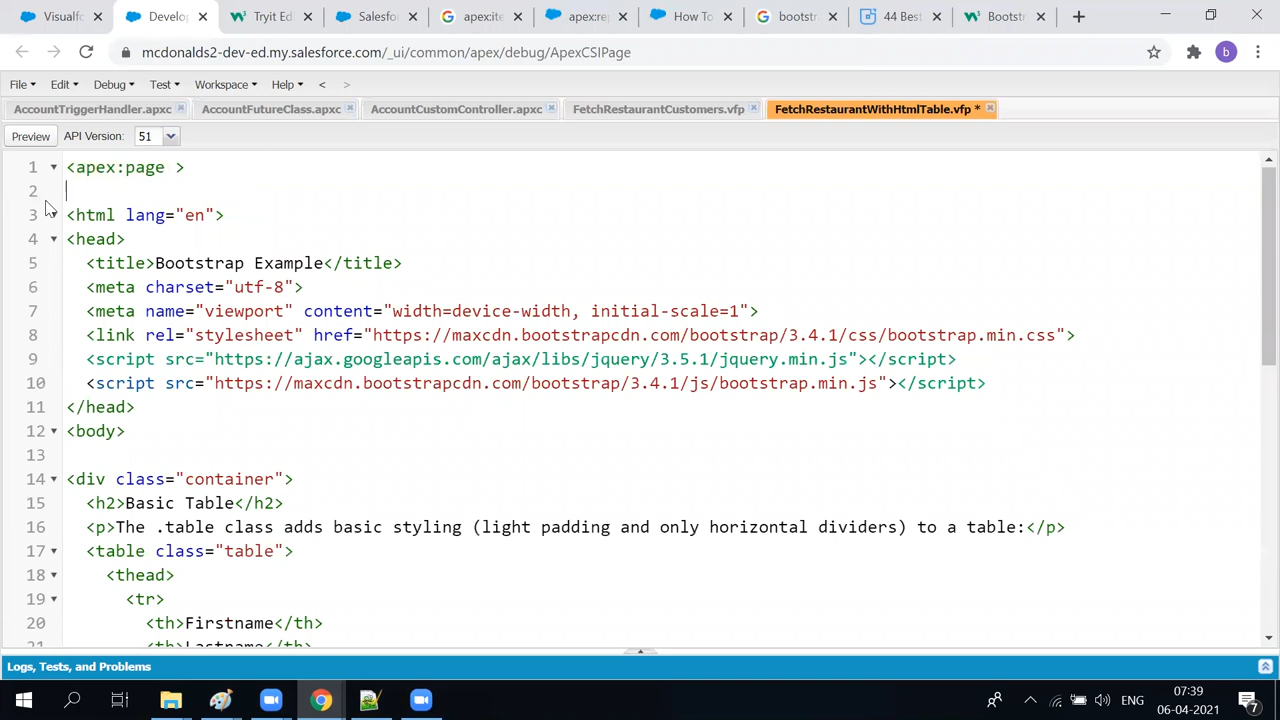 Visualf
Develo
Tryit Ed
Salesfor
apex:ite
apex:re
How To
bootstr
44 Best
Bootstr
mcdonalds2-dev-ed.my.salesforce.com/_ui/common/apex/debug/ApexCSIPage
b
File Edit Debug Test Workspace Help < >
AccountTriggerHandler.apxc AccountFutureClass.apxc AccountCustomController.apxc FetchRestaurantCustomers.vfp FetchRestaurantWithHtmlTable.vfp *
Preview API Version: 51
1 <apex:page >
2
3 <html lang="en">
4 <head>
5 <title>Bootstrap Example</title>
6 <meta charset="utf-8">
7 <meta name="viewport" content="width=device-width, initial-scale=1">
8 <link rel="stylesheet" href="https://maxcdn.bootstrapcdn.com/bootstrap/3.4.1/css/bootstrap.min.css">
9 <script src="https://ajax.googleapis.com/ajax/libs/jquery/3.5.1/jquery.min.js"></script>
10 <script src="https://maxcdn.bootstrapcdn.com/bootstrap/3.4.1/js/bootstrap.min.js"></script>
11 </head>
12 <body>
13
14 <div class="container">
15 <h2>Basic Table</h2>
16 <p>The .table class adds basic styling (light padding and only horizontal dividers) to a table:</p>
17 <table class="table">
18 <thead>
19 <tr>
20 <th>Firstname</th>
21 <th>Lastname</th>
Logs, Tests, and Problems
ENG
07:39
06-04-2021
7